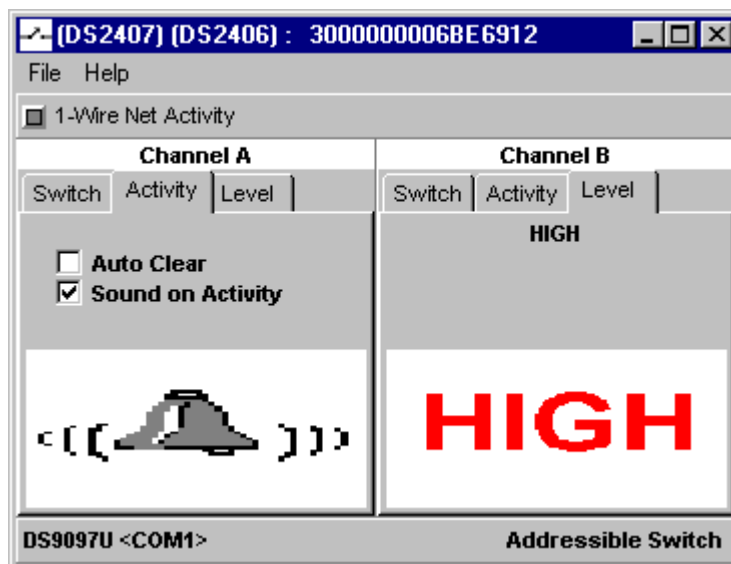 (DS2407) (DS2406) : 3000000006BE6912
File Help
1-Wire Net Activity
Channel A
Switch Activity Level
Auto Clear
Sound on Activity
Channel B
Switch Activity Level
HIGH
HIGH
DS9097U <COM1>
Addressible Switch